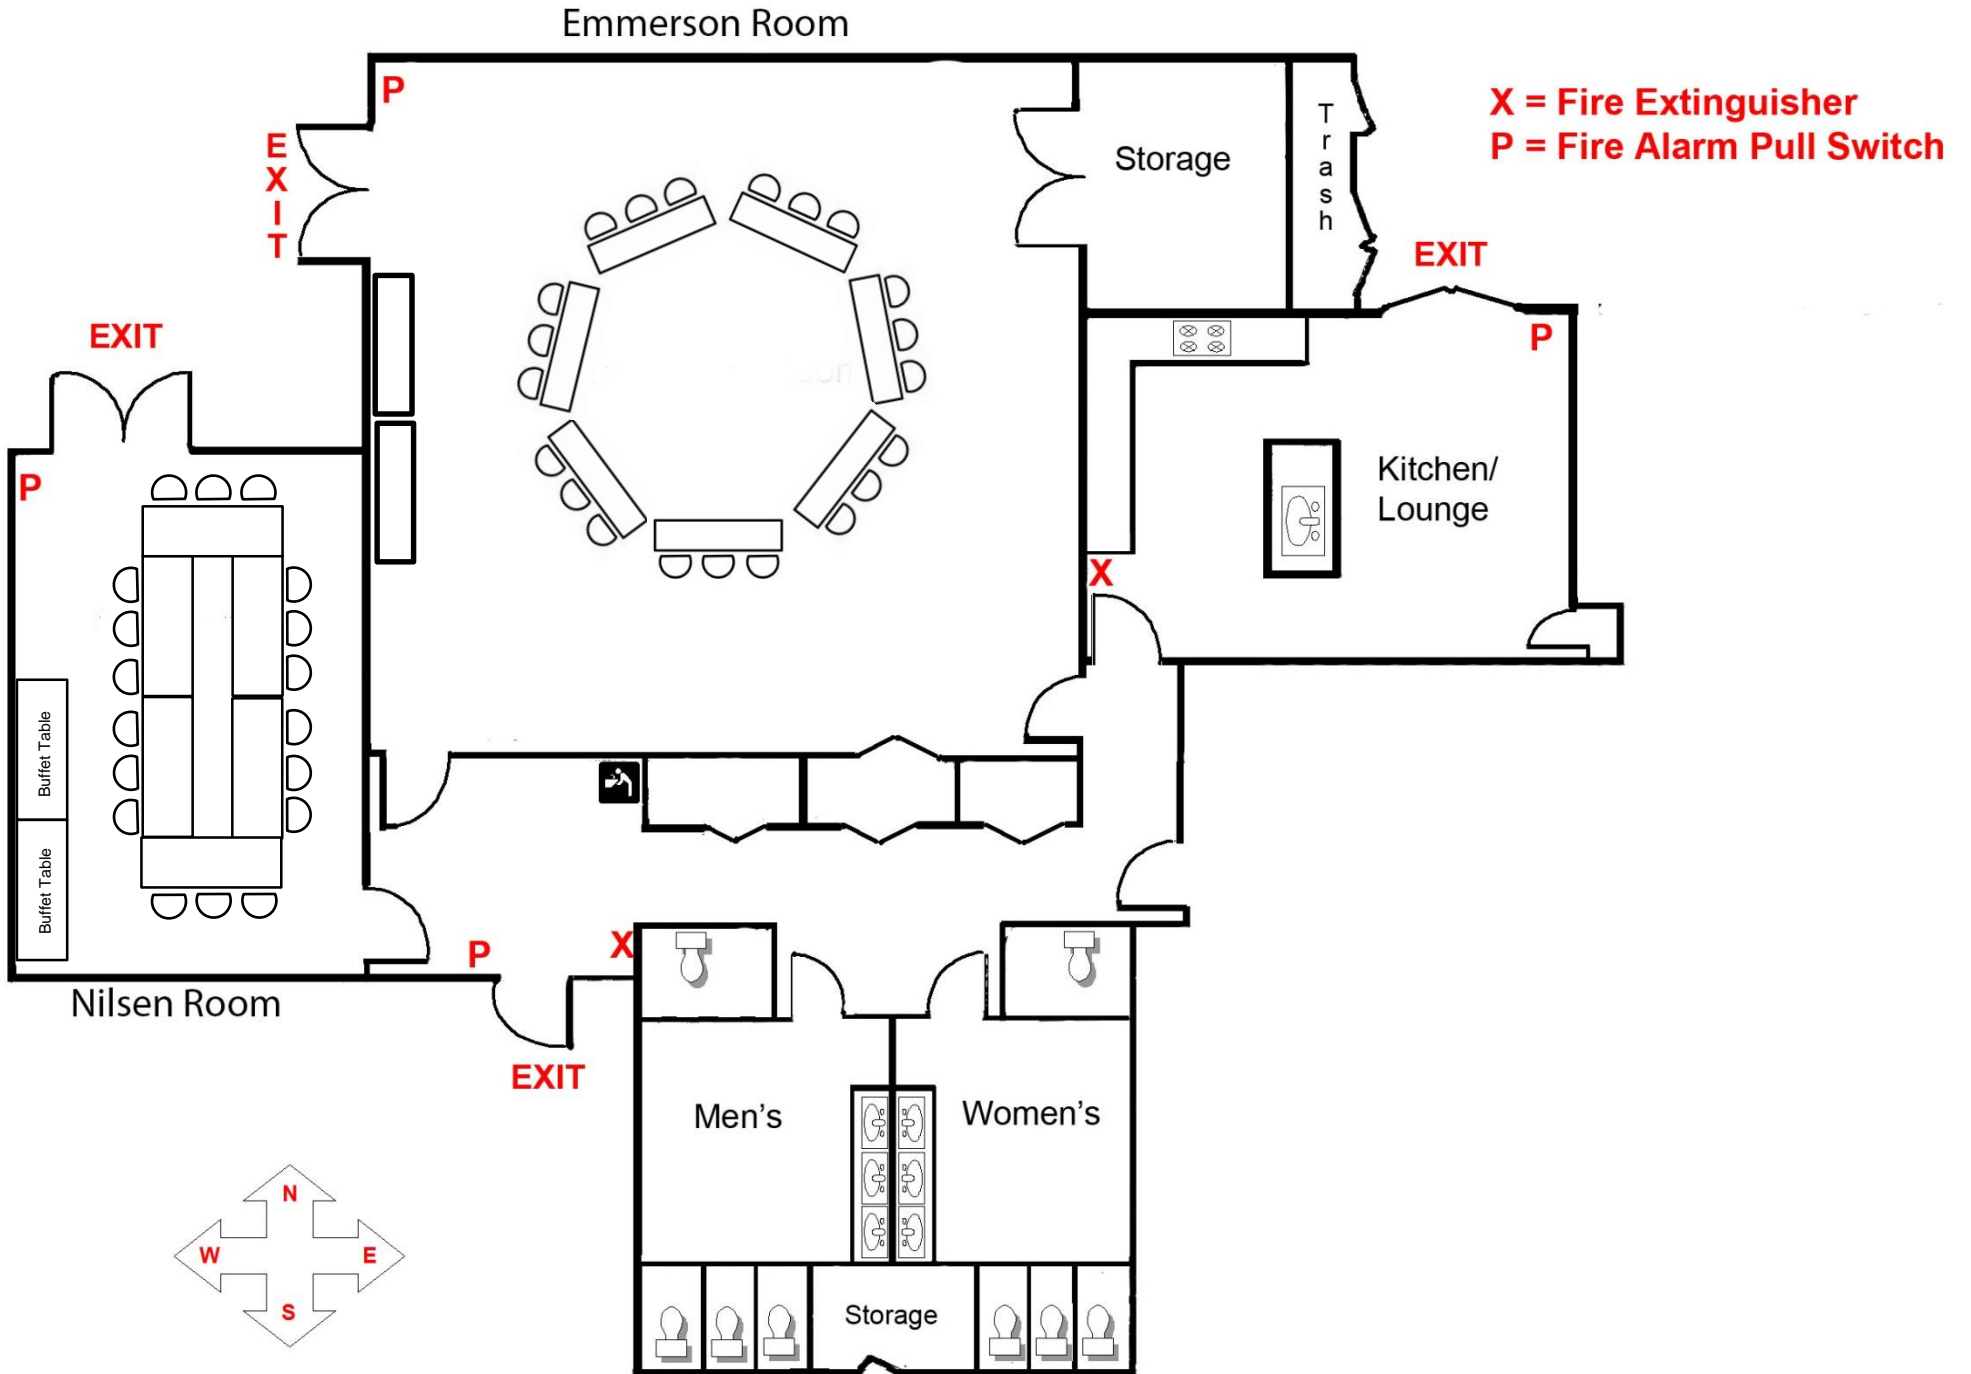 Emmerson Room
P
X = Fire Extinguisher
P = Fire Alarm Pull Switch
EXIT
Storage
Trash
EXIT
EXIT
P
P
Kitchen/
Lounge
X
Buffet Table
Buffet Table
P
X
Nilsen Room
EXIT
Men's
Women's
Storage
N
W
E
S